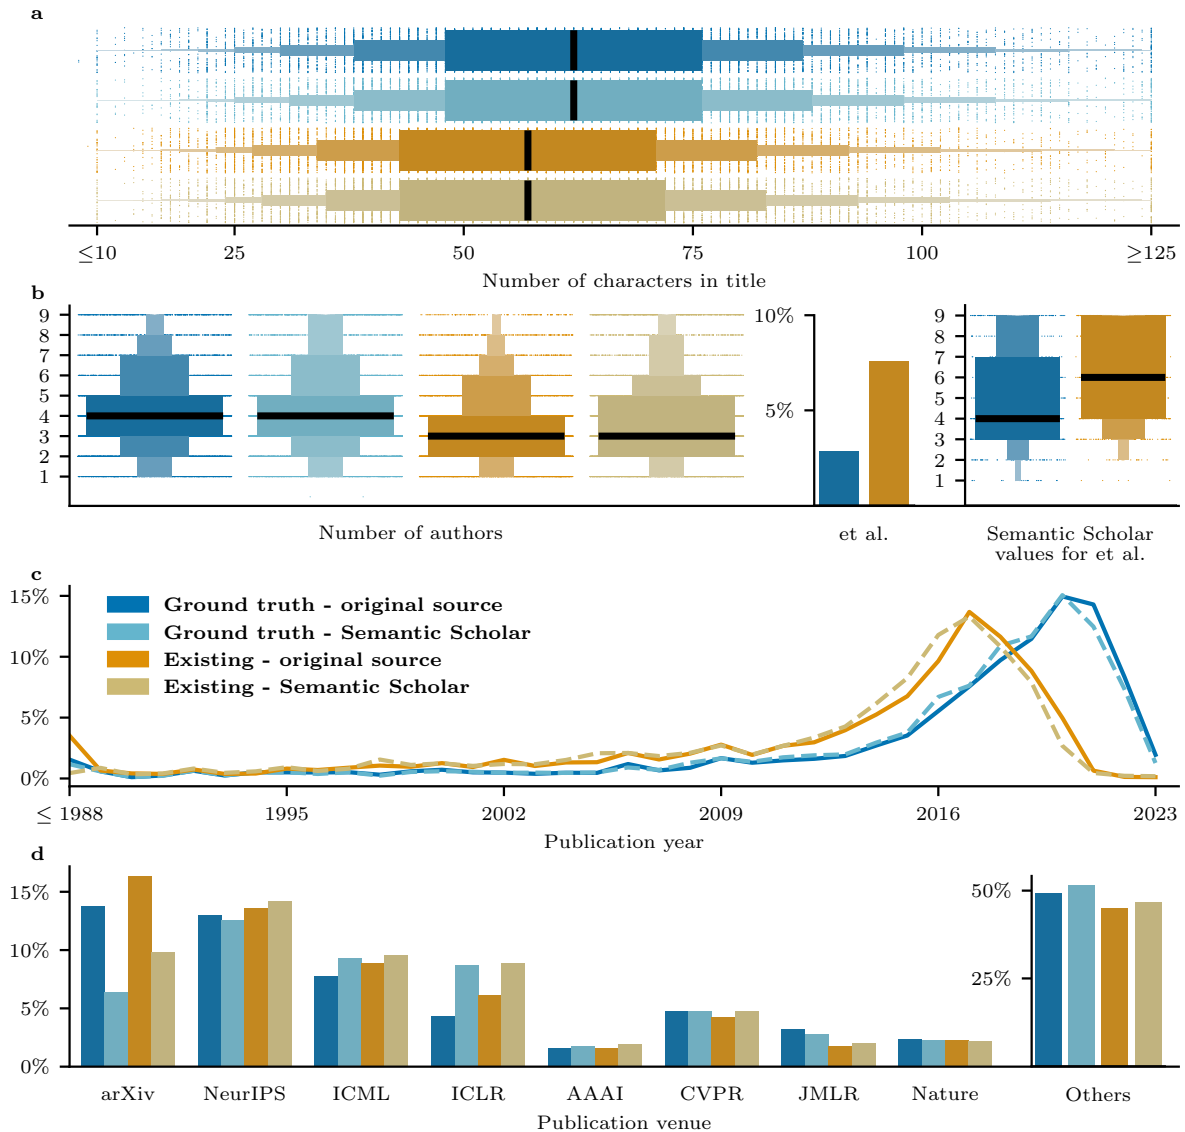 a
≤10 25 50 75 100 ≥125
Number of characters in title
b
9
8
7
6
5
4
3
2
1
Number of authors
10%
5%
et al.
9
8
7
6
5
4
3
2
1
Semantic Scholar
values for et al.
c
15%
10%
5%
0%
Ground truth - original source
Ground truth - Semantic Scholar
Existing - original source
Existing - Semantic Scholar
≤ 1988 1995 2002 2009 2016 2023
Publication year
d
15%
10%
5%
0%
arXiv NeurIPS ICML ICLR AAAI CVPR JMLR Nature
Publication venue
50%
25%
Others